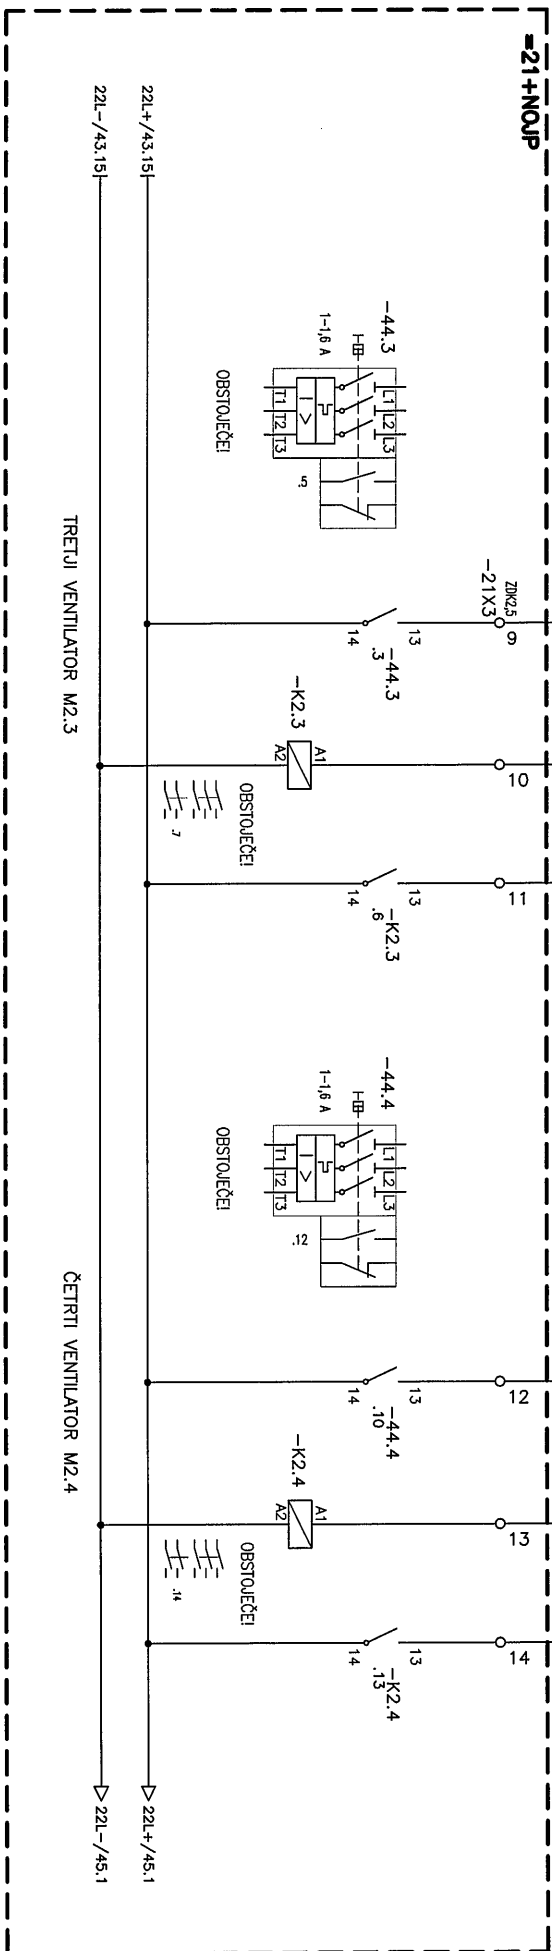 =21+NOJP
22L+/43.15
22L-/43.15
-44.3
1-1,6 A
L1 L2 L3
I>
T1 T2 T3
.5
OBSTOJEČE!
ZDK2,5
-21X3
9
13
14
-44.3
.3
10
-K2.3
A1
A2
OBSTOJEČE!
.7
11
13
14
-K2.3
.6
TRETJI VENTILATOR M2.3
-44.4
1-1,6 A
L1 L2 L3
I>
T1 T2 T3
.12
OBSTOJEČE!
12
13
14
-44.4
.10
13
-K2.4
A1
A2
OBSTOJEČE!
.14
14
13
14
-K2.4
.13
ČETRTI VENTILATOR M2.4
22L+/45.1
22L-/45.1